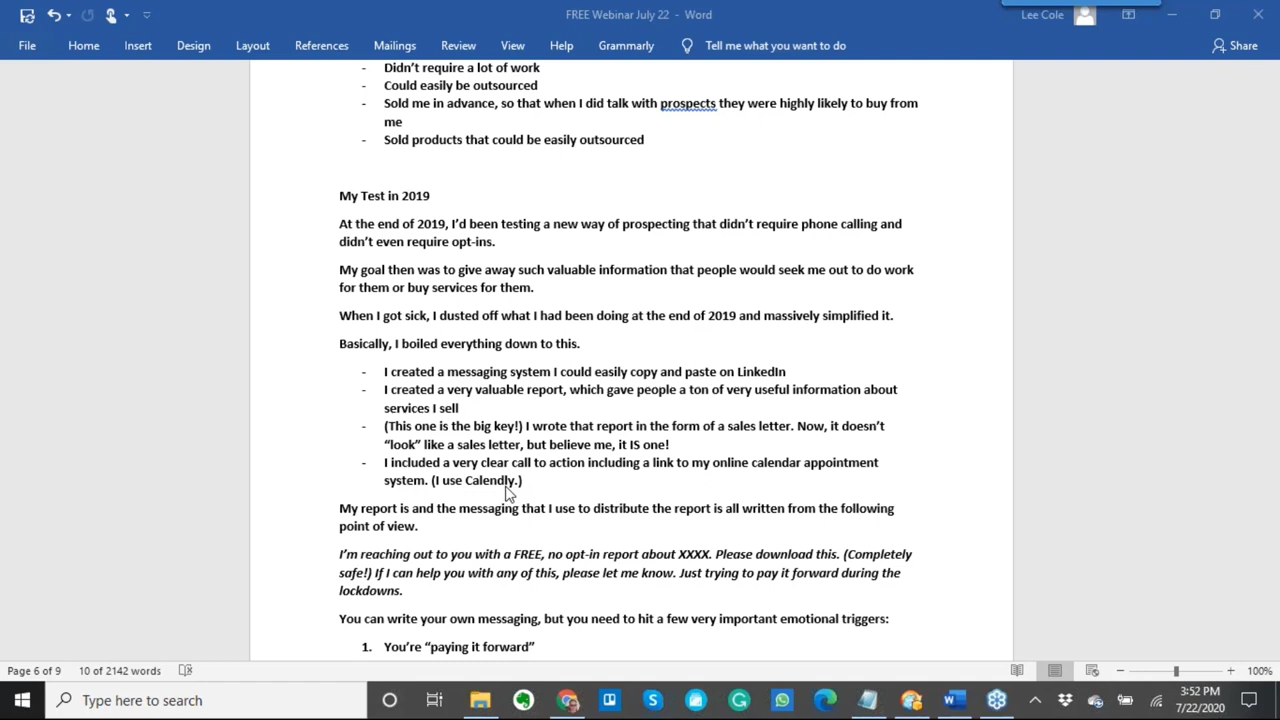 FREE Webinar July 22 - Word
Lee Cole
File Home Insert Design Layout References Mailings Review View Help Grammarly Tell me what you want to do Share
- Didn't require a lot of work
- Could easily be outsourced
- Sold me in advance, so that when I did talk with prospects they were highly likely to buy from
me
- Sold products that could be easily outsourced
My Test in 2019
At the end of 2019, I'd been testing a new way of prospecting that didn't require phone calling and
didn't even require opt-ins.
My goal then was to give away such valuable information that people would seek me out to do work
for them or buy services for them.
When I got sick, I dusted off what I had been doing at the end of 2019 and massively simplified it.
Basically, I boiled everything down to this.
- I created a messaging system I could easily copy and paste on LinkedIn
- I created a very valuable report, which gave people a ton of very useful information about
services I sell
- (This one is the big key!) I wrote that report in the form of a sales letter. Now, it doesn't
"look" like a sales letter, but believe me, it IS one!
- I included a very clear call to action including a link to my online calendar appointment
system. (I use Calendly.)
My report is and the messaging that I use to distribute the report is all written from the following
point of view.
I'm reaching out to you with a FREE, no opt-in report about XXXX. Please download this. (Completely
safe!) If I can help you with any of this, please let me know. Just trying to pay it forward during the
lockdowns.
You can write your own messaging, but you need to hit a few very important emotional triggers:
1. You're "paying it forward"
Page 6 of 9 10 of 2142 words 100%
Type here to search
3:52 PM
7/22/2020